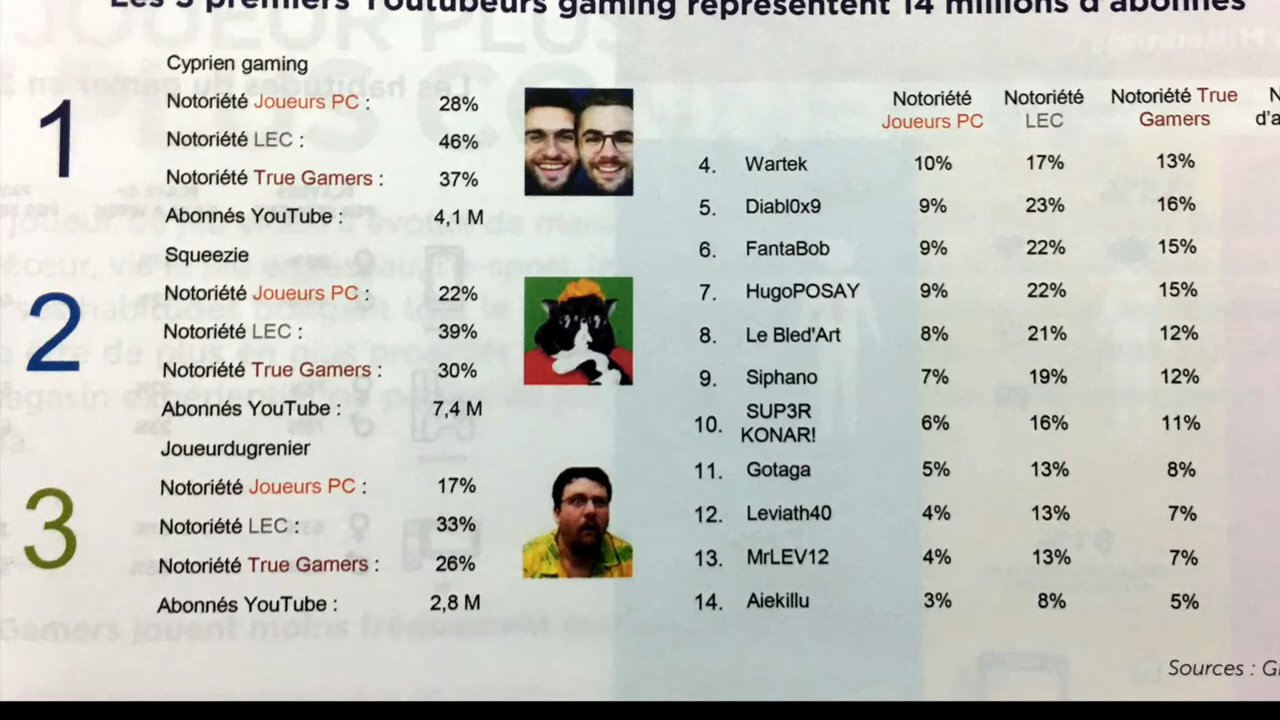 Les 3 premiers Youtubeurs gaming représentent 14 millions d'abonnés
1
Cyprien gaming
Notoriété Joueurs PC : 28%
Notoriété LEC : 46%
Notoriété True Gamers : 37%
Abonnés YouTube : 4,1 M
2
Squeezie
Notoriété Joueurs PC : 22%
Notoriété LEC : 39%
Notoriété True Gamers : 30%
Abonnés YouTube : 7,4 M
3
Joueurdugrenier
Notoriété Joueurs PC : 17%
Notoriété LEC : 33%
Notoriété True Gamers : 26%
Abonnés YouTube : 2,8 M
Notoriété Notoriété Notoriété True N
Joueurs PC LEC Gamers d'a
4. Wartek 10% 17% 13%
5. Diabl0x9 9% 23% 16%
6. FantaBob 9% 22% 15%
7. HugoPOSAY 9% 22% 15%
8. Le Bled'Art 8% 21% 12%
9. Siphano 7% 19% 12%
10. SUP3R KONAR! 6% 16% 11%
11. Gotaga 5% 13% 8%
12. Leviath40 4% 13% 7%
13. MrLEV12 4% 13% 7%
14. Aiekillu 3% 8% 5%
Sources : G